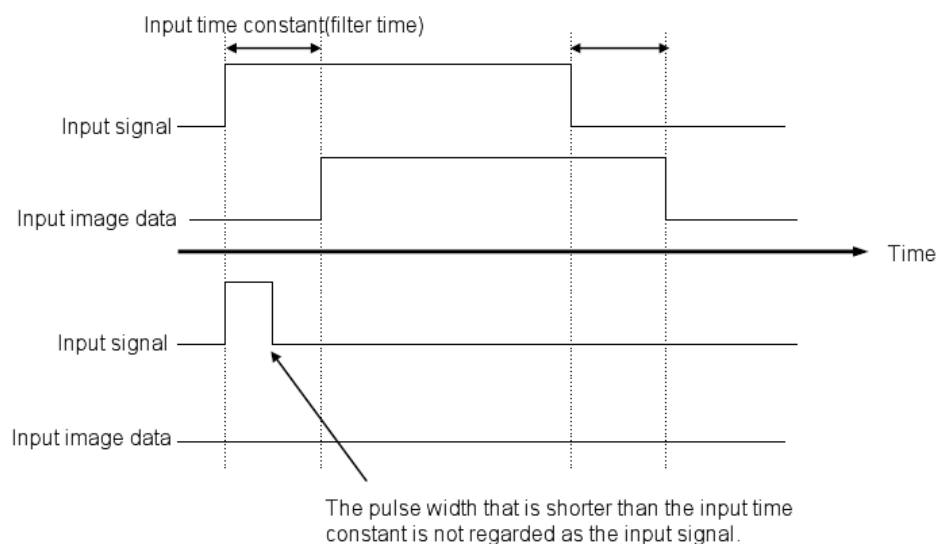 Input time constant(filter time)
Input signal
Input image data
Time
Input signal
Input image data
The pulse width that is shorter than the input time
constant is not regarded as the input signal.